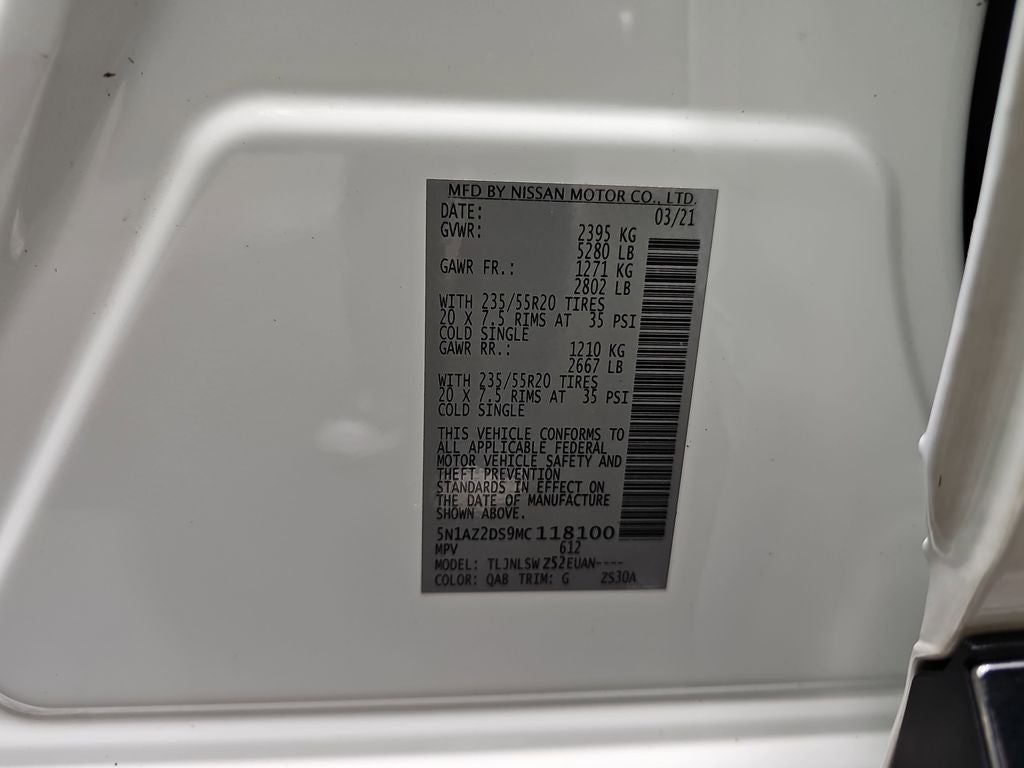 MFD BY NISSAN MOTOR CO., LTD.
DATE: 03/21
GVWR: 2395 KG
5280 LB
GAWR FR.: 1271 KG
2802 LB
WITH 235/55R20 TIRES
20 X 7.5 RIMS AT 35 PSI
COLD SINGLE
GAWR RR.: 1210 KG
2667 LB
WITH 235/55R20 TIRES
20 X 7.5 RIMS AT 35 PSI
COLD SINGLE
THIS VEHICLE CONFORMS TO
ALL APPLICABLE FEDERAL
MOTOR VEHICLE SAFETY AND
THEFT PREVENTION
STANDARDS IN EFFECT ON
THE DATE OF MANUFACTURE
SHOWN ABOVE.
5N1AZ2DS9MC118100
MPV 612
MODEL: TLJNLSWZ52EUAN----
COLOR: QAB TRIM: G ZS30A